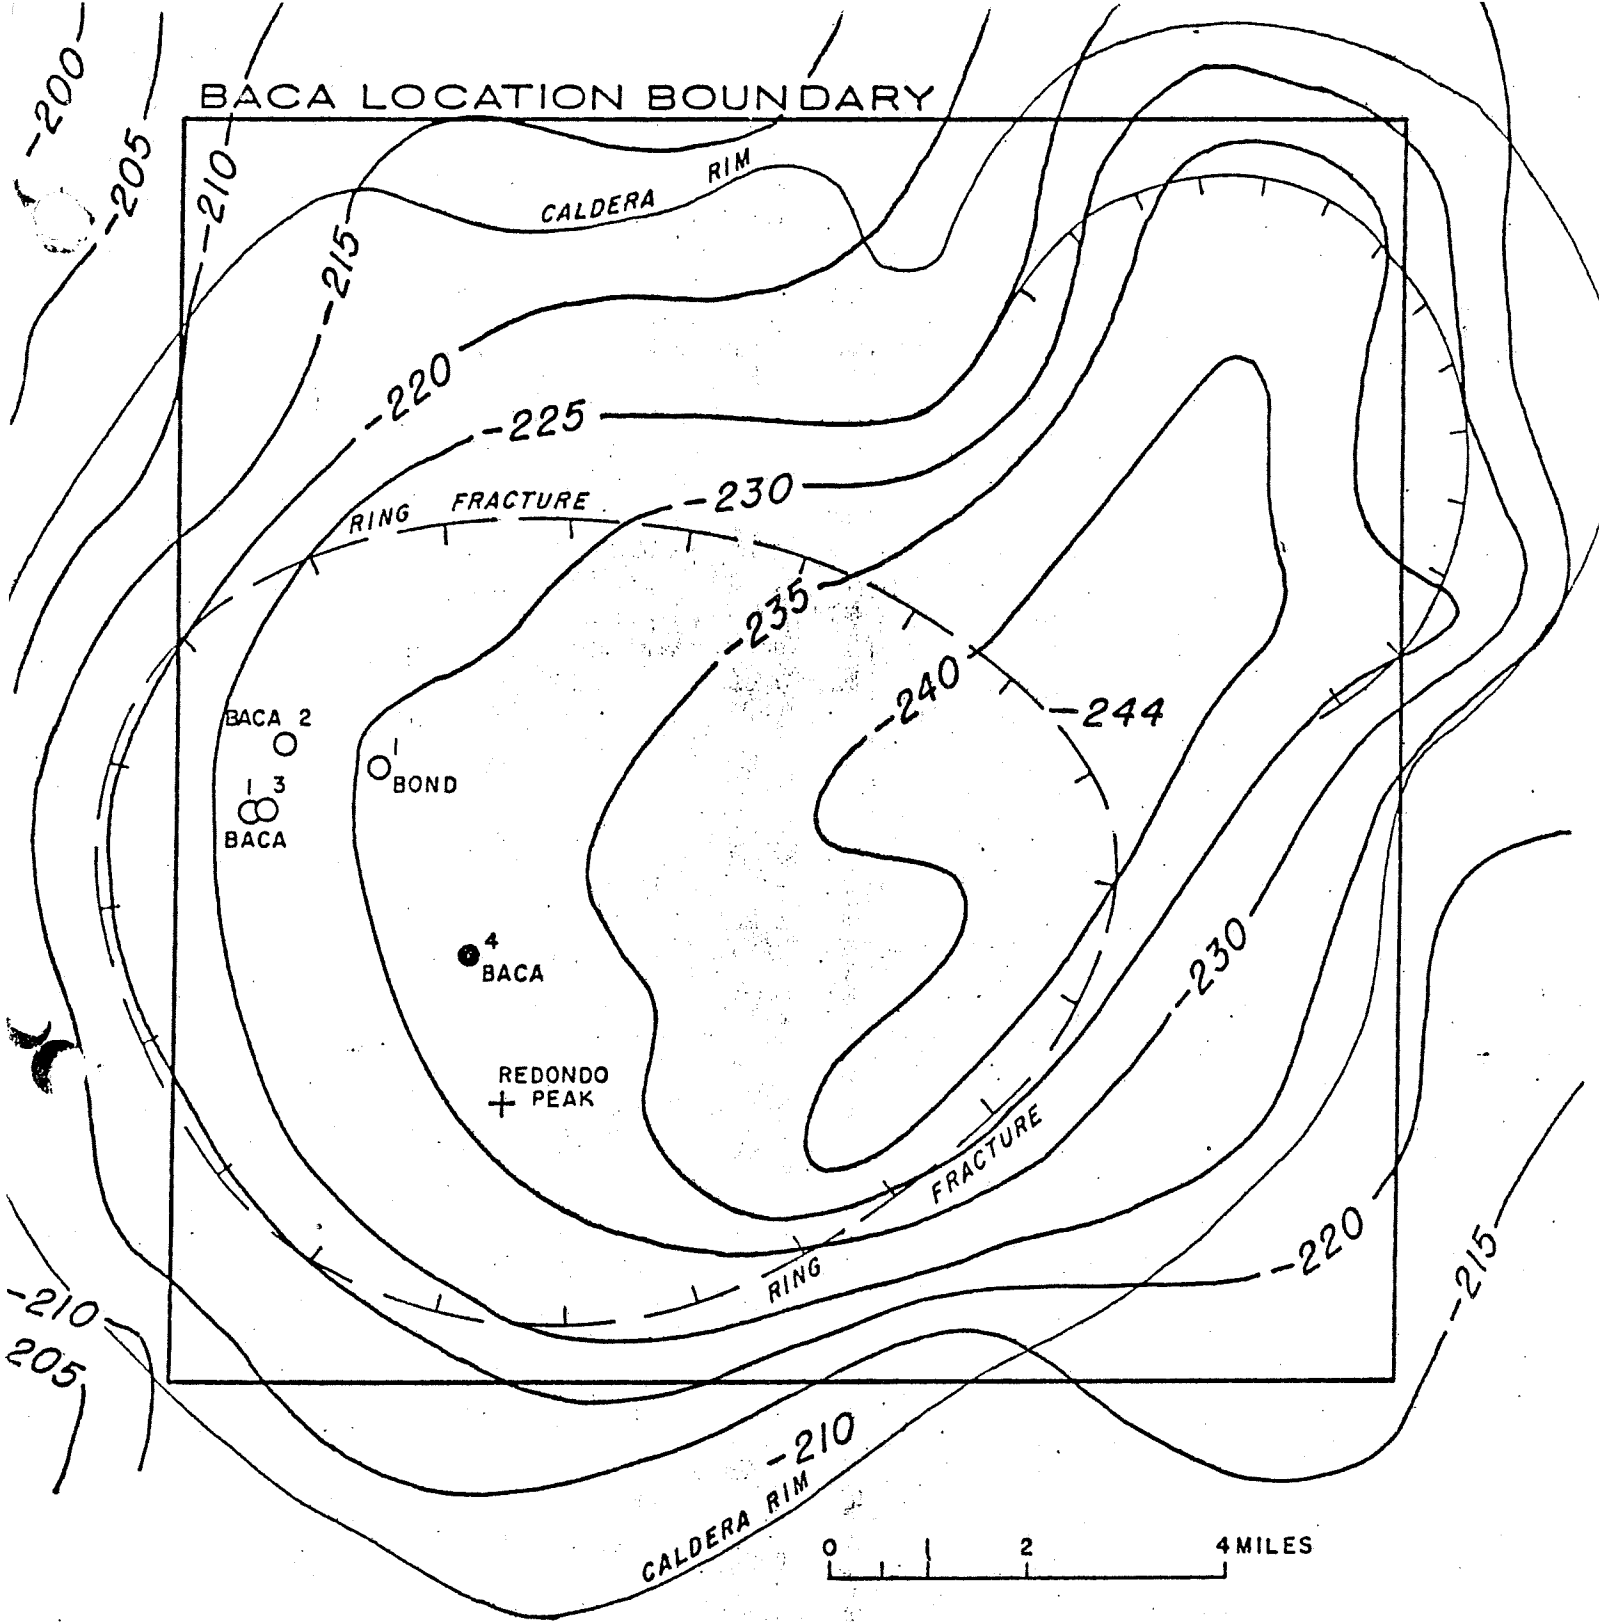 -200
BACA LOCATION BOUNDARY
-205
-210
RIM
CALDERA
-215
-220
-225
-230
RING FRACTURE
-235
-240
-244
BACA 2
1
BOND
1 3
BACA
4
BACA
-230
REDONDO
PEAK
FRACTURE
-220
-215
RING
-210
205
-210
CALDERA RIM
0 1 2 4 MILES